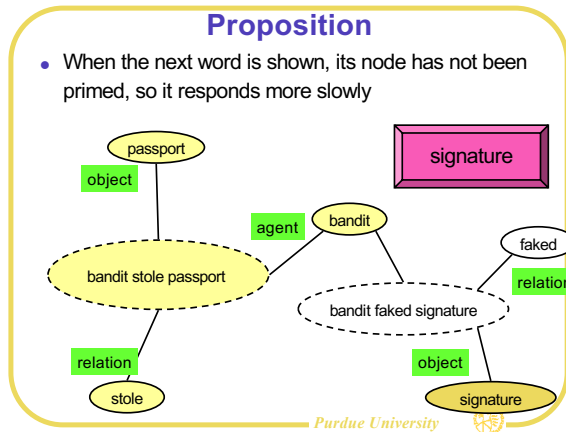 Proposition
• When the next word is shown, its node has not been
primed, so it responds more slowly
passport
signature
object
agent
bandit
faked
bandit stole passport
relation
bandit faked signature
relation
object
stole
signature
Purdue University